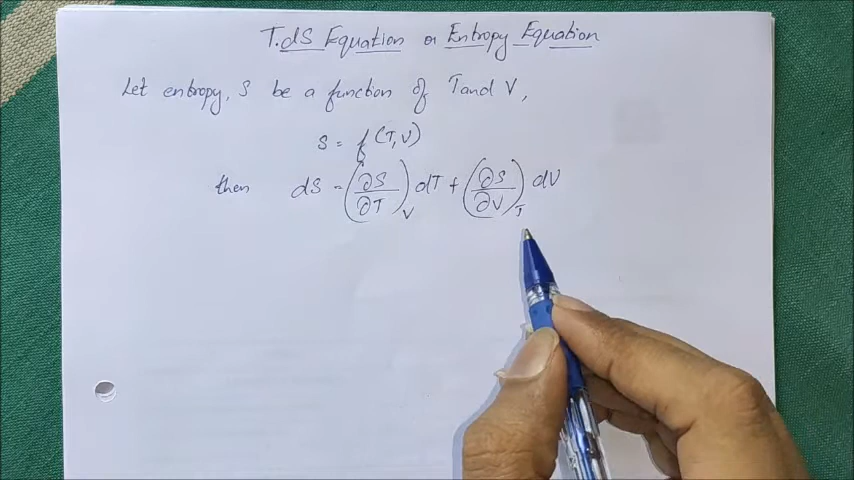 T.dS Equation or Entropy Equation
Let entropy, S be a function of T and V,
S = f(T,V)
then dS = (∂S/∂T)_V dT + (∂S/∂V)_T dV